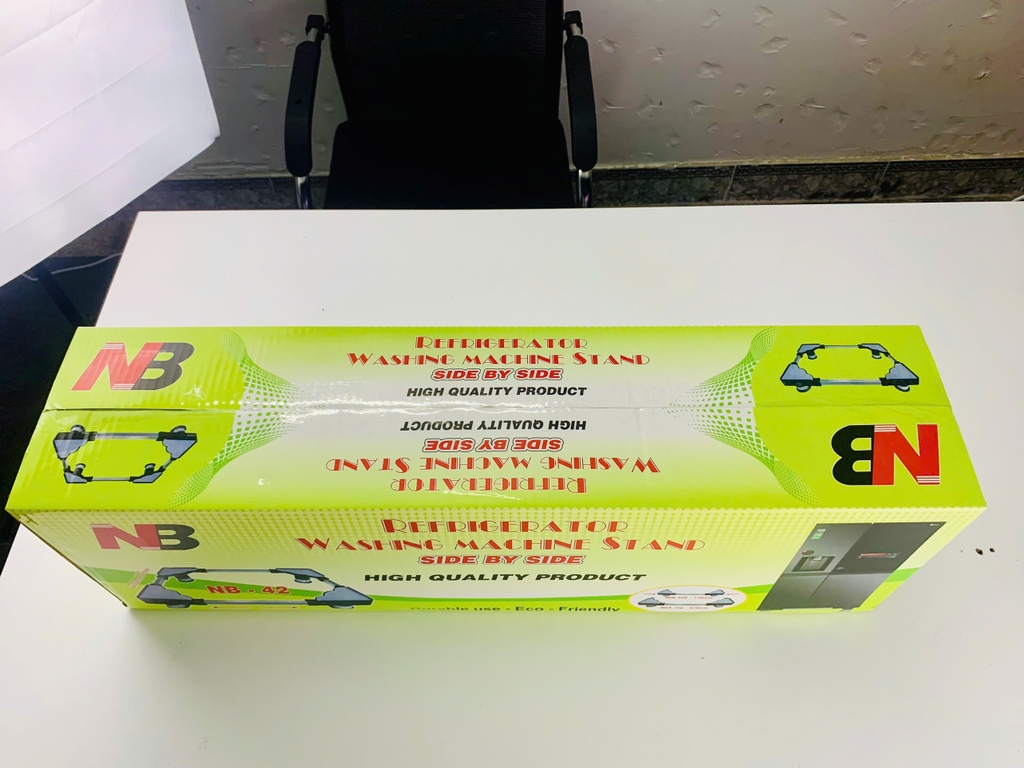 NB
REFRIGERATOR
WASHING MACHINE STAND
SIDE BY SIDE
HIGH QUALITY PRODUCT
HIGH QUALITY PRODUCT
SIDE BY SIDE
WASHING MACHINE STAND
REFRIGERATOR
NB
NB
REFRIGERATOR
WASHING MACHINE STAND
SIDE BY SIDE
HIGH QUALITY PRODUCT
NB - 42
Durable use - Eco - Friendly